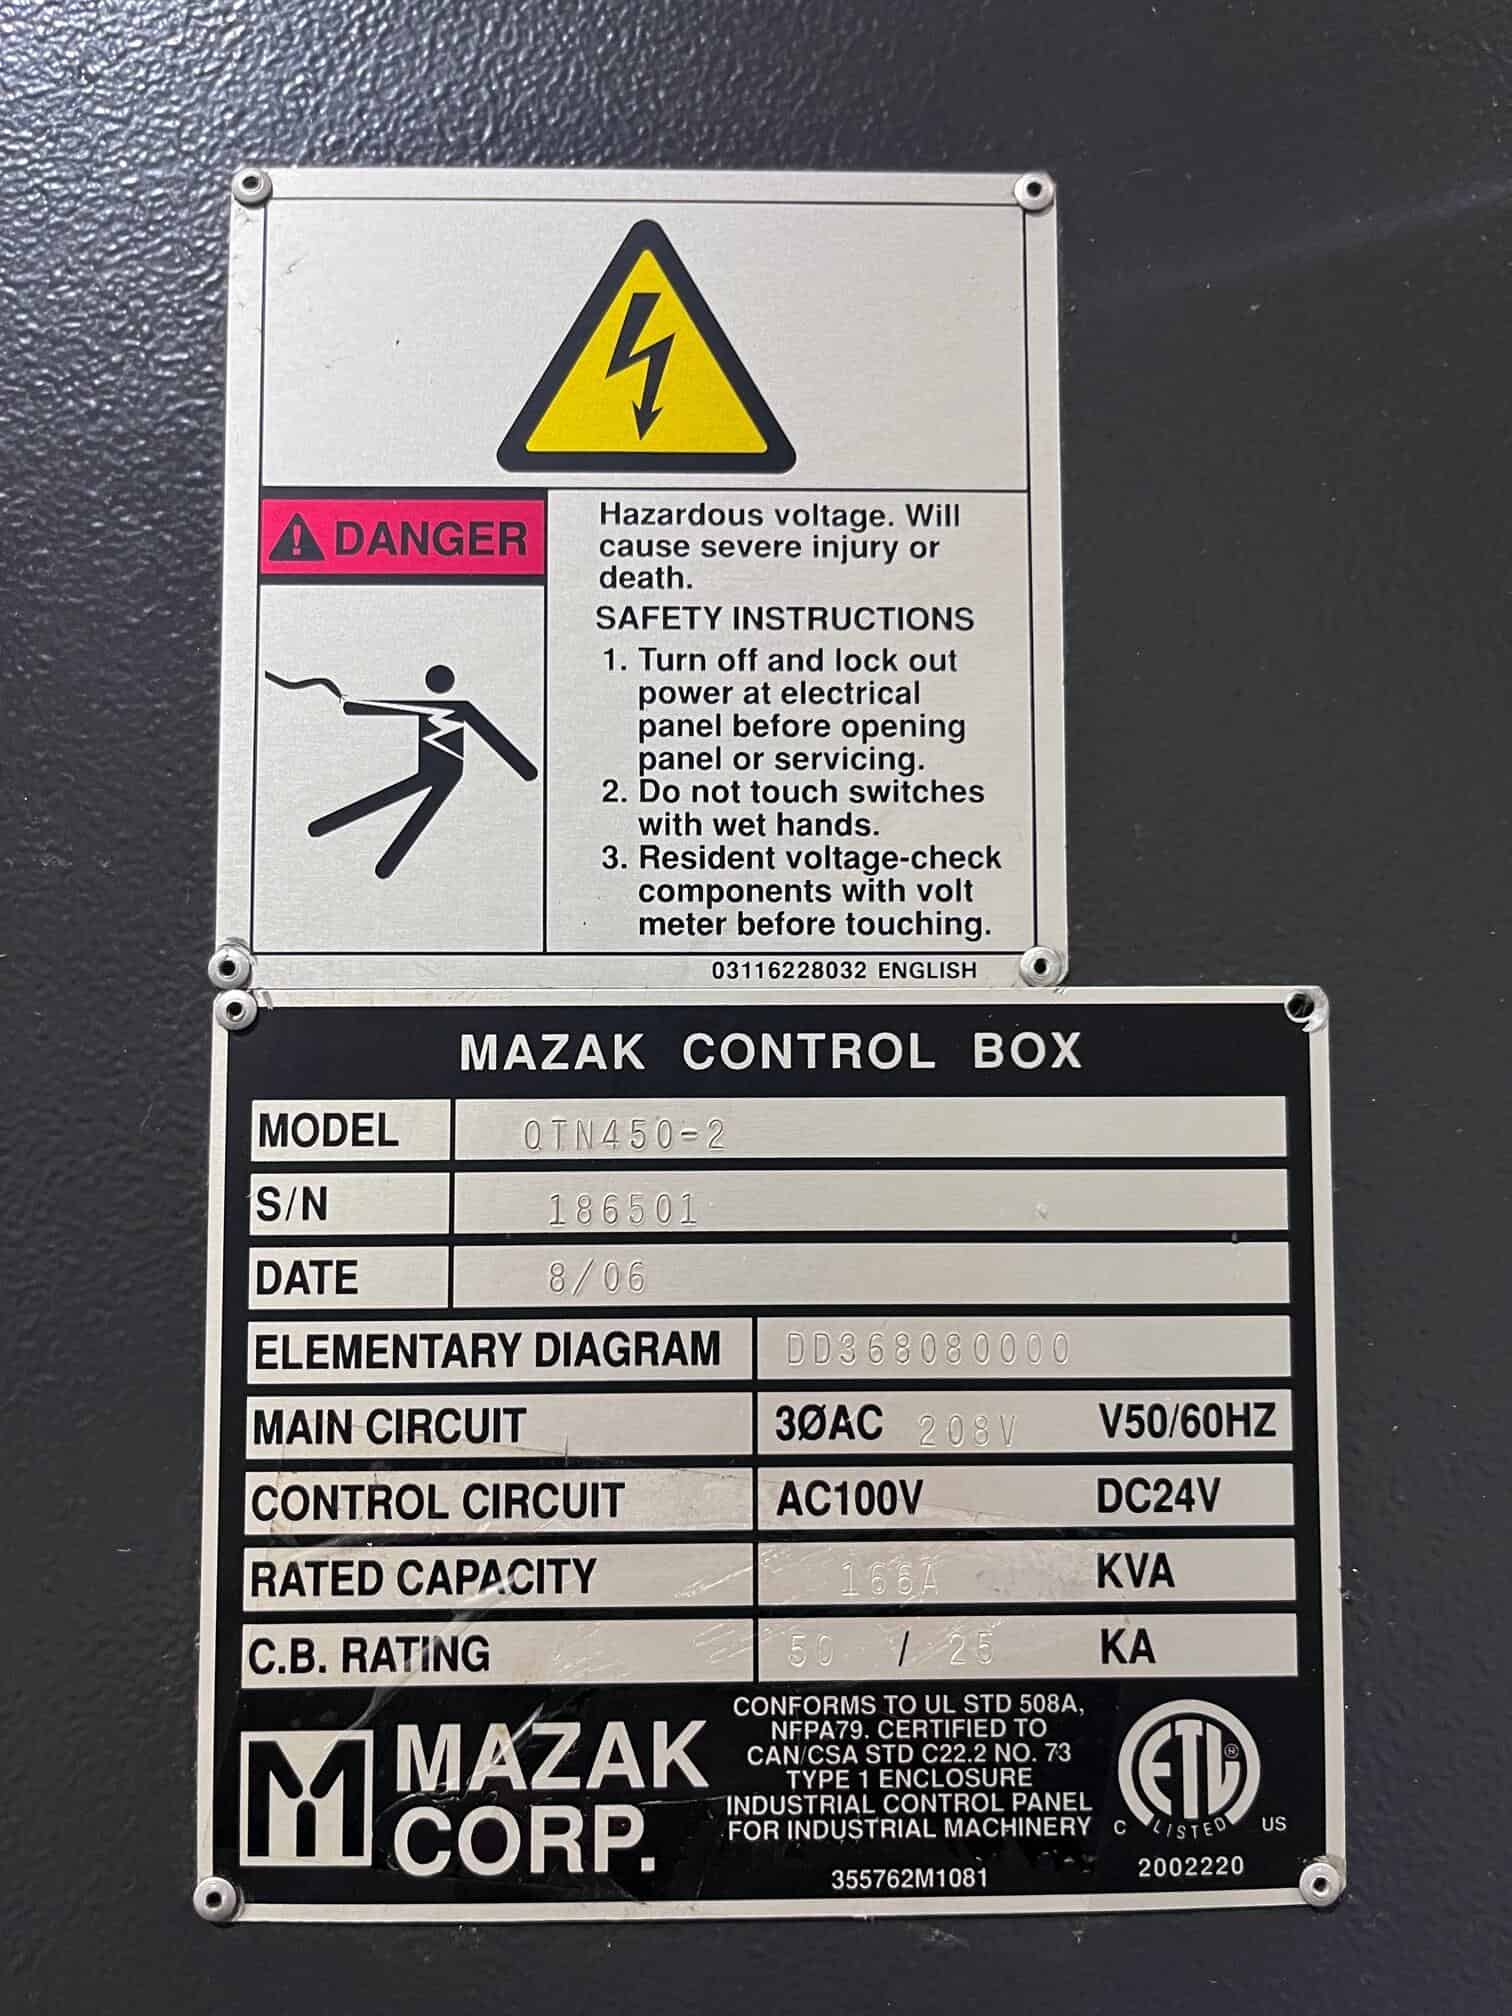 DANGER
Hazardous voltage. Will
cause severe injury or
death.
SAFETY INSTRUCTIONS
1. Turn off and lock out
power at electrical
panel before opening
panel or servicing.
2. Do not touch switches
with wet hands.
3. Resident voltage-check
components with volt
meter before touching.
03116228032 ENGLISH
MAZAK CONTROL BOX
MODEL QTN450-2
S/N 186501
DATE 8/06
ELEMENTARY DIAGRAM DD368080000
MAIN CIRCUIT 3ØAC 208V V50/60HZ
CONTROL CIRCUIT AC100V DC24V
RATED CAPACITY 166A KVA
C.B. RATING 50 / 25 KA
MAZAK
CORP.
CONFORMS TO UL STD 508A,
NFPA79. CERTIFIED TO
CAN/CSA STD C22.2 NO. 73
TYPE 1 ENCLOSURE
INDUSTRIAL CONTROL PANEL
FOR INDUSTRIAL MACHINERY
355762M1081
ETL
C LISTED US
2002220